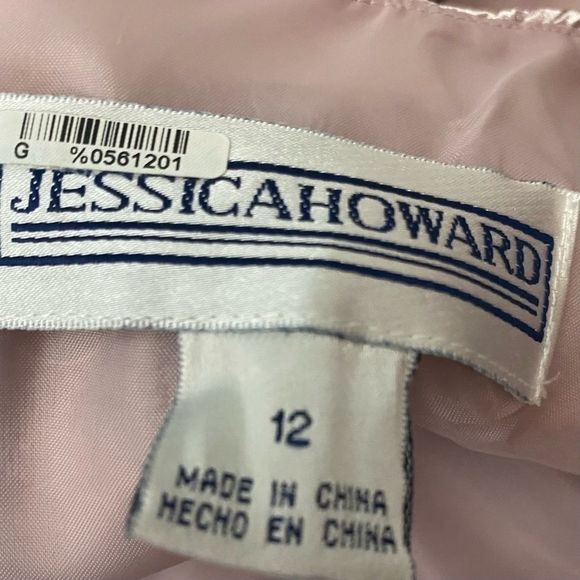 G %0561201
JESSICAHOWARD
12
MADE IN CHINA
HECHO EN CHINA